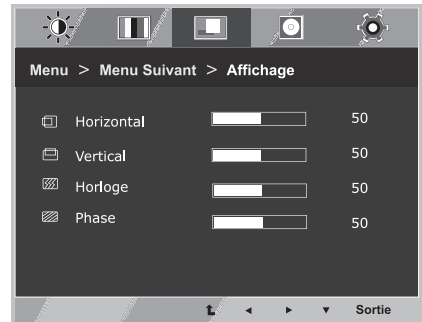 Menu > Menu Suivant > Affichage
Horizontal 50
Vertical 50
Horloge 50
Phase 50
Sortie